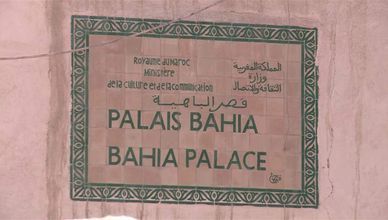 Royaume du Maroc
Ministère
de la culture et de la communication
المملكة المغربية
وزارة
الثقافة والاتصال
قصر الباهية
PALAIS BAHIA
BAHIA PALACE